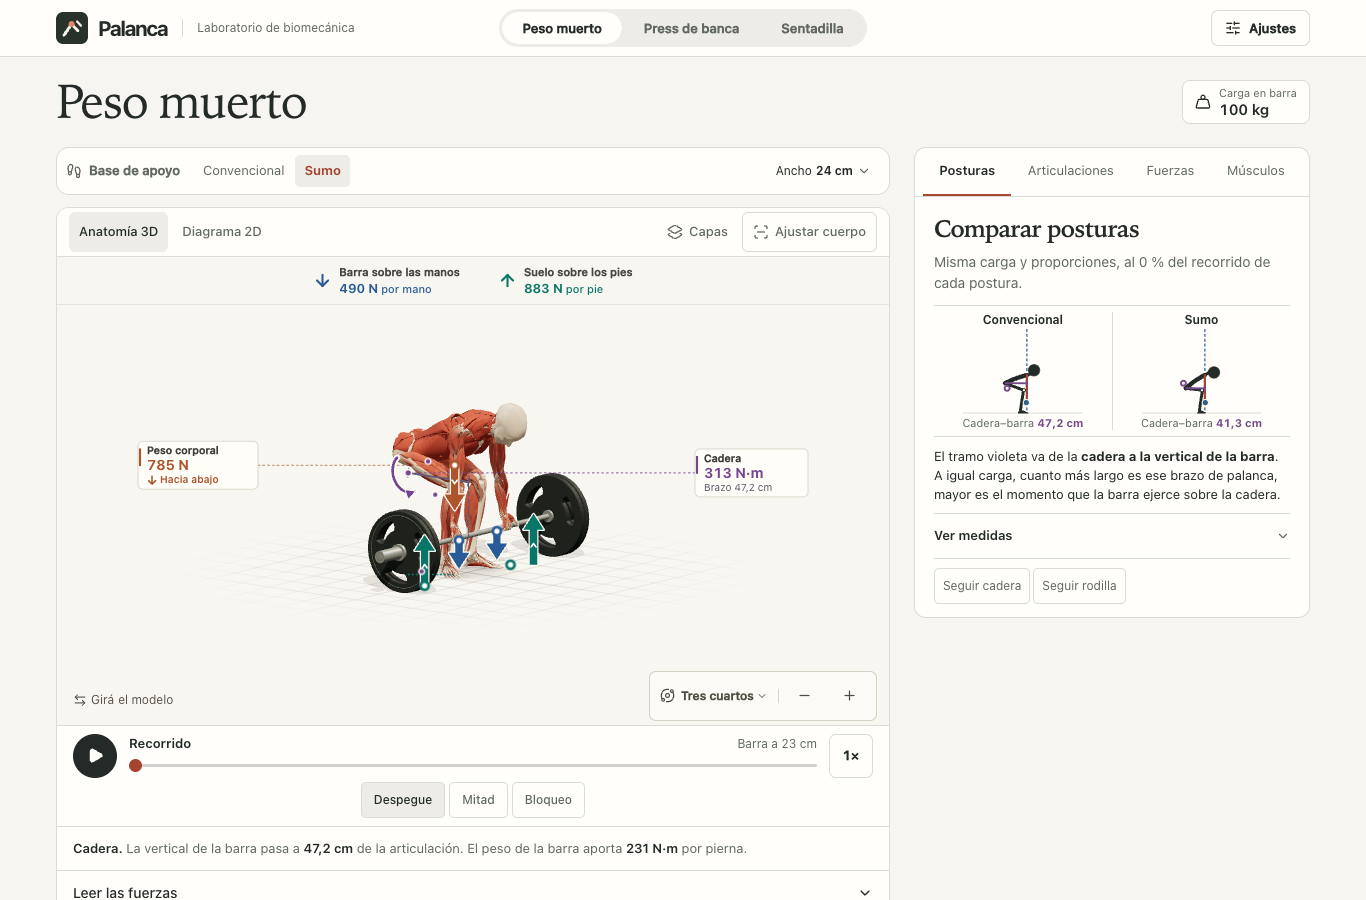 Palanca
Laboratorio de biomecánica
Peso muerto
Press de banca
Sentadilla
Ajustes
Peso muerto
Carga en barra
100 kg
Base de apoyo
Convencional
Sumo
Ancho 24 cm
Anatomía 3D
Diagrama 2D
Capas
Ajustar cuerpo
Barra sobre las manos
490 N por mano
Suelo sobre los pies
883 N por pie
Peso corporal
785 N
Hacia abajo
Cadera
313 N·m
Brazo 47,2 cm
Girá el modelo
Tres cuartos
− +
Recorrido
Barra a 23 cm
1×
Despegue
Mitad
Bloqueo
Cadera. La vertical de la barra pasa a 47,2 cm de la articulación. El peso de la barra aporta 231 N·m por pierna.
Leer las fuerzas
Posturas
Articulaciones
Fuerzas
Músculos
Comparar posturas
Misma carga y proporciones, al 0 % del recorrido de
cada postura.
Convencional
Sumo
Cadera–barra 47,2 cm
Cadera–barra 41,3 cm
El tramo violeta va de la cadera a la vertical de la barra.
A igual carga, cuanto más largo es ese brazo de palanca,
mayor es el momento que la barra ejerce sobre la cadera.
Ver medidas
Seguir cadera
Seguir rodilla